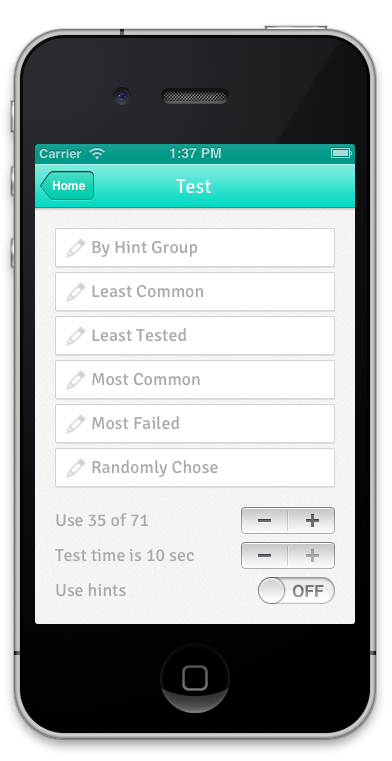 Carrier 1:37 PM
Home Test
By Hint Group
Least Common
Least Tested
Most Common
Most Failed
Randomly Chose
Use 35 of 71
Test time is 10 sec
Use hints OFF